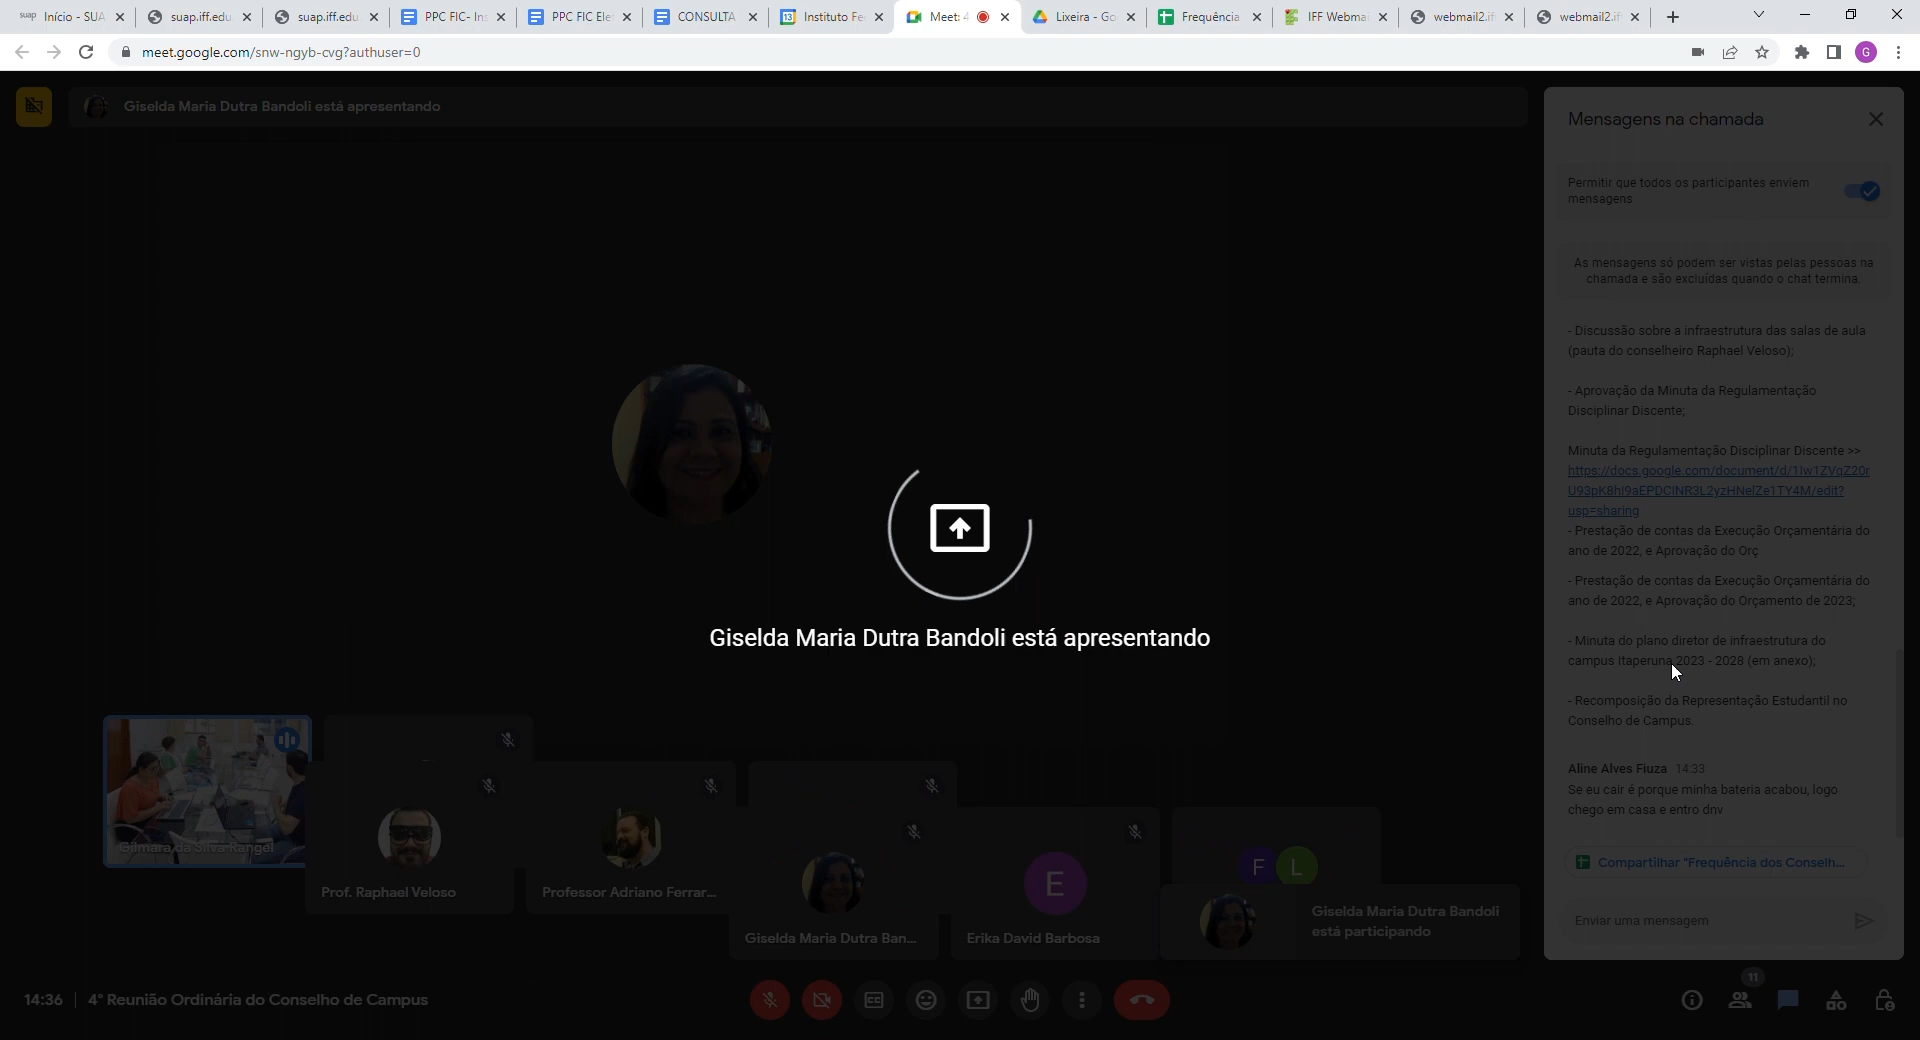 suap Início - SUA
suap.iff.edu.
suap.iff.edu
PPC FIC- In
PPC FIC Ele
CONSULTA
13 Instituto Fe
Meet: 4
Lixeira - Go
Frequência
IFF Webma
webmail2.if
webmail2.if
meet.google.com/snw-ngyb-cvg?authuser=0
G
Giselda Maria Dutra Bandoli está apresentando
Mensagens na chamada
Permitir que todos os participantes enviem
mensagens
As mensagens só podem ser vistas pelas pessoas na
chamada e são excluídas quando o chat termina.
- Discussão sobre a infraestrutura das salas de aula
(pauta do conselheiro Raphael Veloso);
- Aprovação da Minuta da Regulamentação
Disciplinar Discente;
Minuta da Regulamentação Disciplinar Discente >>
https://docs.google.com/document/d/1Iw1ZVqZ20r
U93pK8hI9aEPDCINR3L2yzHNelZe1TY4M/edit?
usp=sharing
- Prestação de contas da Execução Orçamentária do
ano de 2022, e Aprovação do Orç
- Prestação de contas da Execução Orçamentária do
ano de 2022, e Aprovação do Orçamento de 2023;
- Minuta do plano diretor de infraestrutura do
campus Itaperuna 2023 - 2028 (em anexo);
- Recomposição da Representação Estudantil no
Conselho de Campus.
Aline Alves Fiuza 14:33
Se eu cair é porque minha bateria acabou, logo
chego em casa e entro dnv
Compartilhar "Frequência dos Conselh...
Enviar uma mensagem
Giselda Maria Dutra Bandoli está apresentando
Gilmara da Silva Rangel
Prof. Raphael Veloso
Professor Adriano Ferrar...
Giselda Maria Dutra Ban...
E
Erika David Barbosa
F L
Giselda Maria Dutra Bandoli
está participando
14:36 | 4ª Reunião Ordinária do Conselho de Campus
11